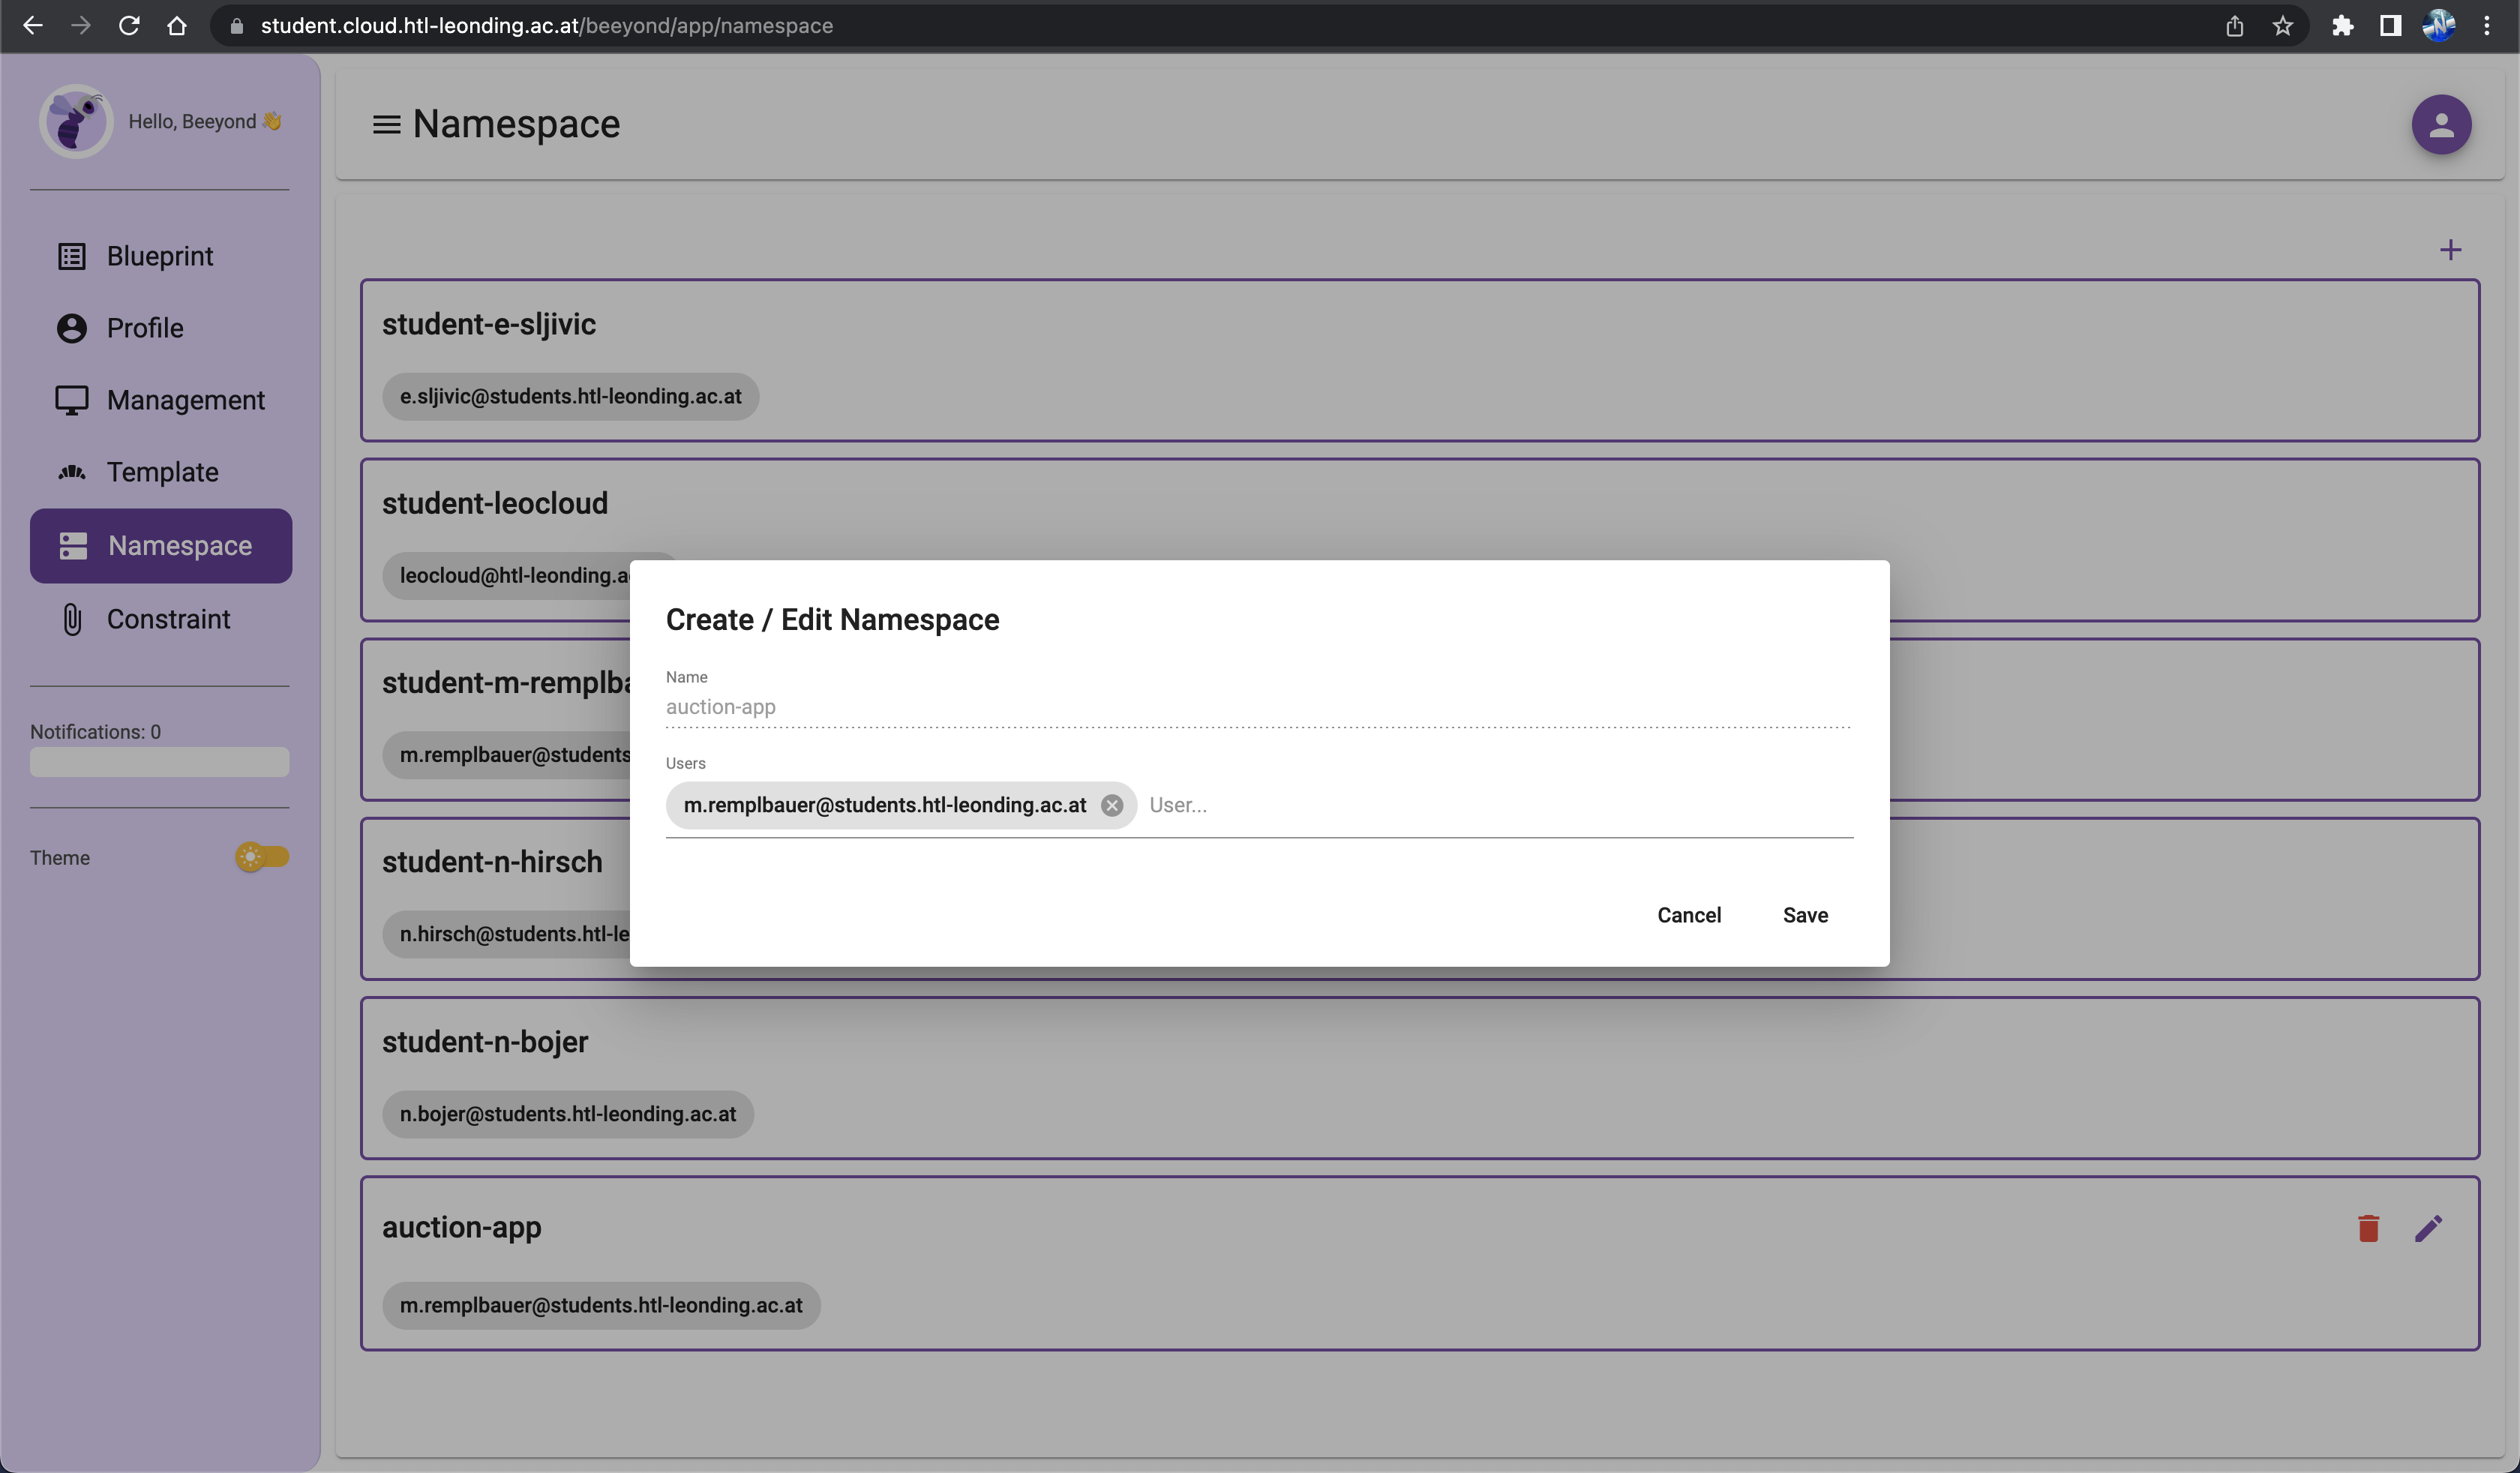 student.cloud.htl-leonding.ac.at/beeyond/app/namespace
Hello, Beeyond 👋
Blueprint
Profile
Management
Template
Namespace
Constraint
Notifications: 0
Theme
Namespace
student-e-sljivic
e.sljivic@students.htl-leonding.ac.at
student-leocloud
leocloud@htl-leonding.a
student-m-remplba
m.remplbauer@students
student-n-hirsch
n.hirsch@students.htl-le
student-n-bojer
n.bojer@students.htl-leonding.ac.at
auction-app
m.remplbauer@students.htl-leonding.ac.at
Create / Edit Namespace
Name
auction-app
Users
m.remplbauer@students.htl-leonding.ac.at User...
Cancel Save